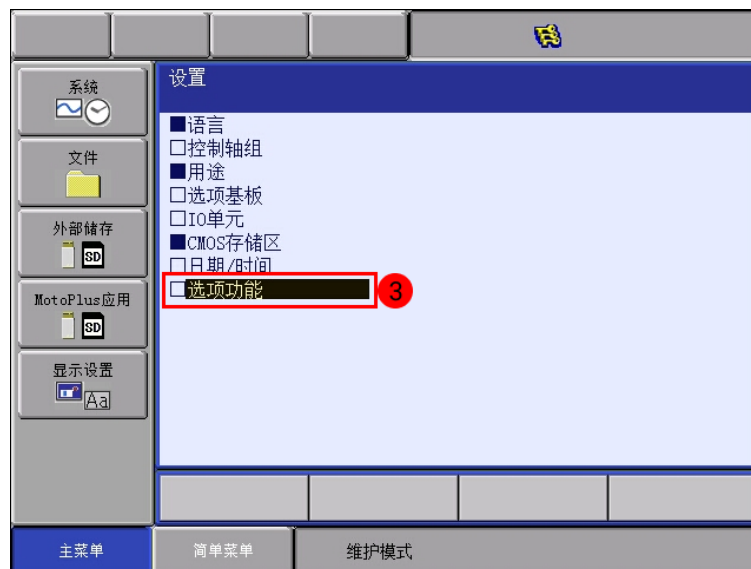 系统
文件
外部储存
SD
MotoPlus应用
SD
显示设置
Aa
设置
■语言
□控制轴组
■用途
□选项基板
□IO单元
■CMOS存储区
□日期/时间
□选项功能
3
主菜单
简单菜单
维护模式